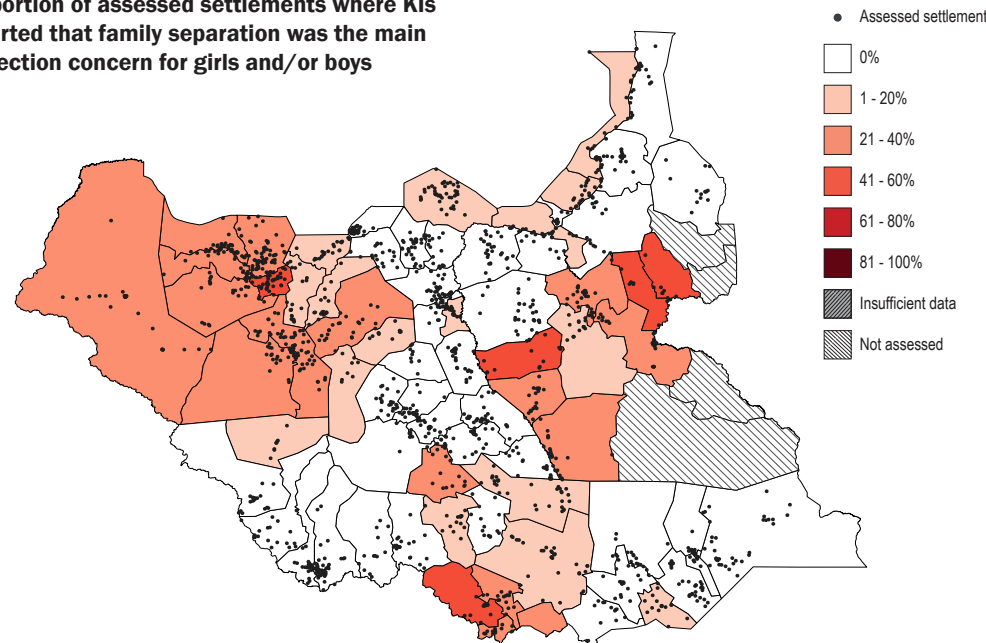 portion of assessed settlements where KIs
rted that family separation was the main
ection concern for girls and/or boys
Assessed settlement
0%
1 - 20%
21 - 40%
41 - 60%
61 - 80%
81 - 100%
Insufficient data
Not assessed